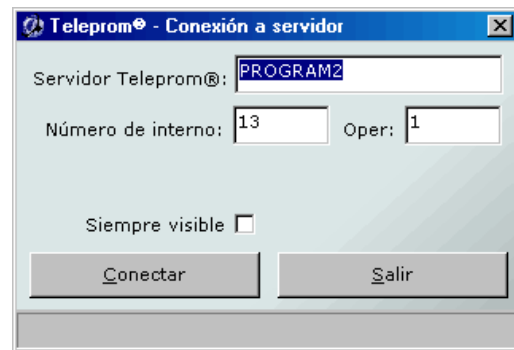 Teleprom® - Conexión a servidor
Servidor Teleprom®: PROGRAM2
Número de interno: 13 Oper: 1
Siempre visible
Conectar Salir